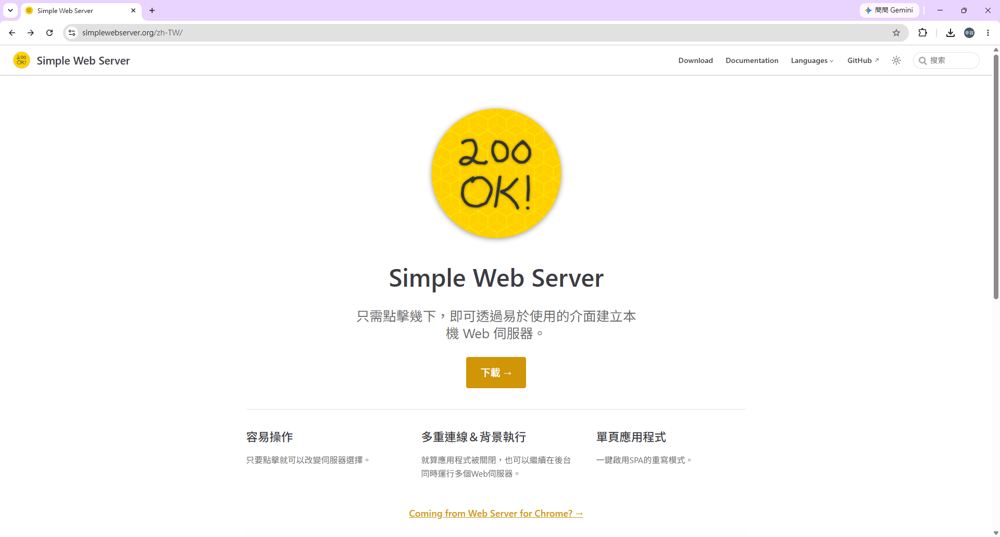 Simple Web Server
問問 Gemini
simplewebserver.org/zh-TW/
幸容
200 OK!
Simple Web Server
Download
Documentation
Languages
GitHub
搜索
200
OK!
Simple Web Server
只需點擊幾下，即可透過易於使用的介面建立本
機 Web 伺服器。
下載 →
容易操作
只要點擊就可以改變伺服器選擇。
多重連線＆背景執行
就算應用程式被關閉，也可以繼續在後台
同時運行多個Web伺服器。
單頁應用程式
一鍵啟用SPA的重寫模式。
Coming from Web Server for Chrome? →